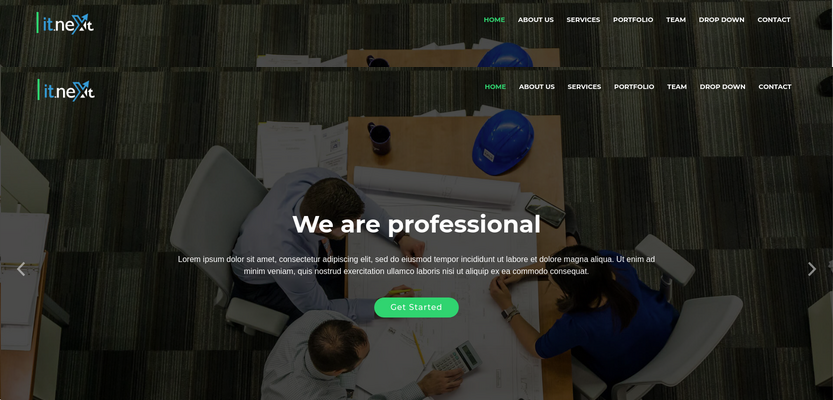 it.next
HOME ABOUT US SERVICES PORTFOLIO TEAM DROP DOWN CONTACT
it.next
HOME ABOUT US SERVICES PORTFOLIO TEAM DROP DOWN CONTACT
We are professional
Lorem ipsum dolor sit amet, consectetur adipiscing elit, sed do eiusmod tempor incididunt ut labore et dolore magna aliqua. Ut enim ad
minim veniam, quis nostrud exercitation ullamco laboris nisi ut aliquip ex ea commodo consequat.
Get Started